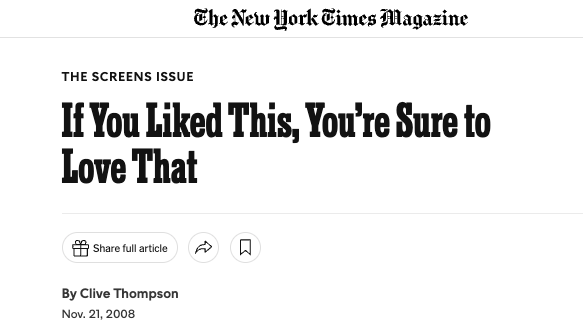 The New York Times Magazine
THE SCREENS ISSUE
If You Liked This, You're Sure to
Love That
Share full article
By Clive Thompson
Nov. 21, 2008